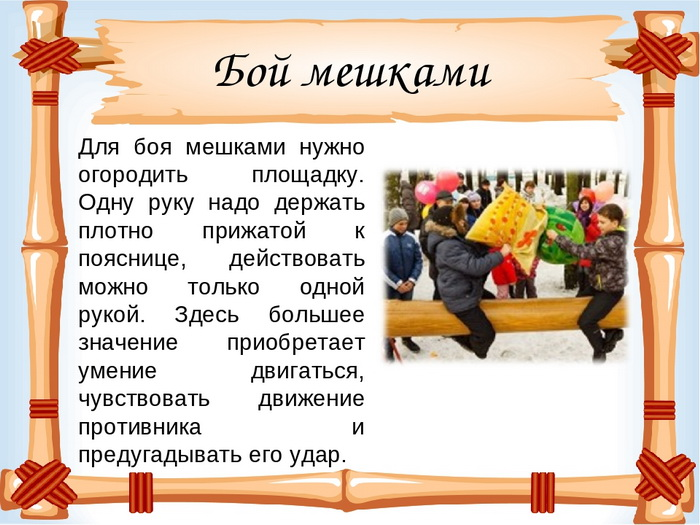 Бой мешками
Для боя мешками нужно
огородить площадку.
Одну руку надо держать
плотно прижатой к
пояснице, действовать
можно только одной
рукой. Здесь большее
значение приобретает
умение двигаться,
чувствовать движение
противника и
предугадывать его удар.